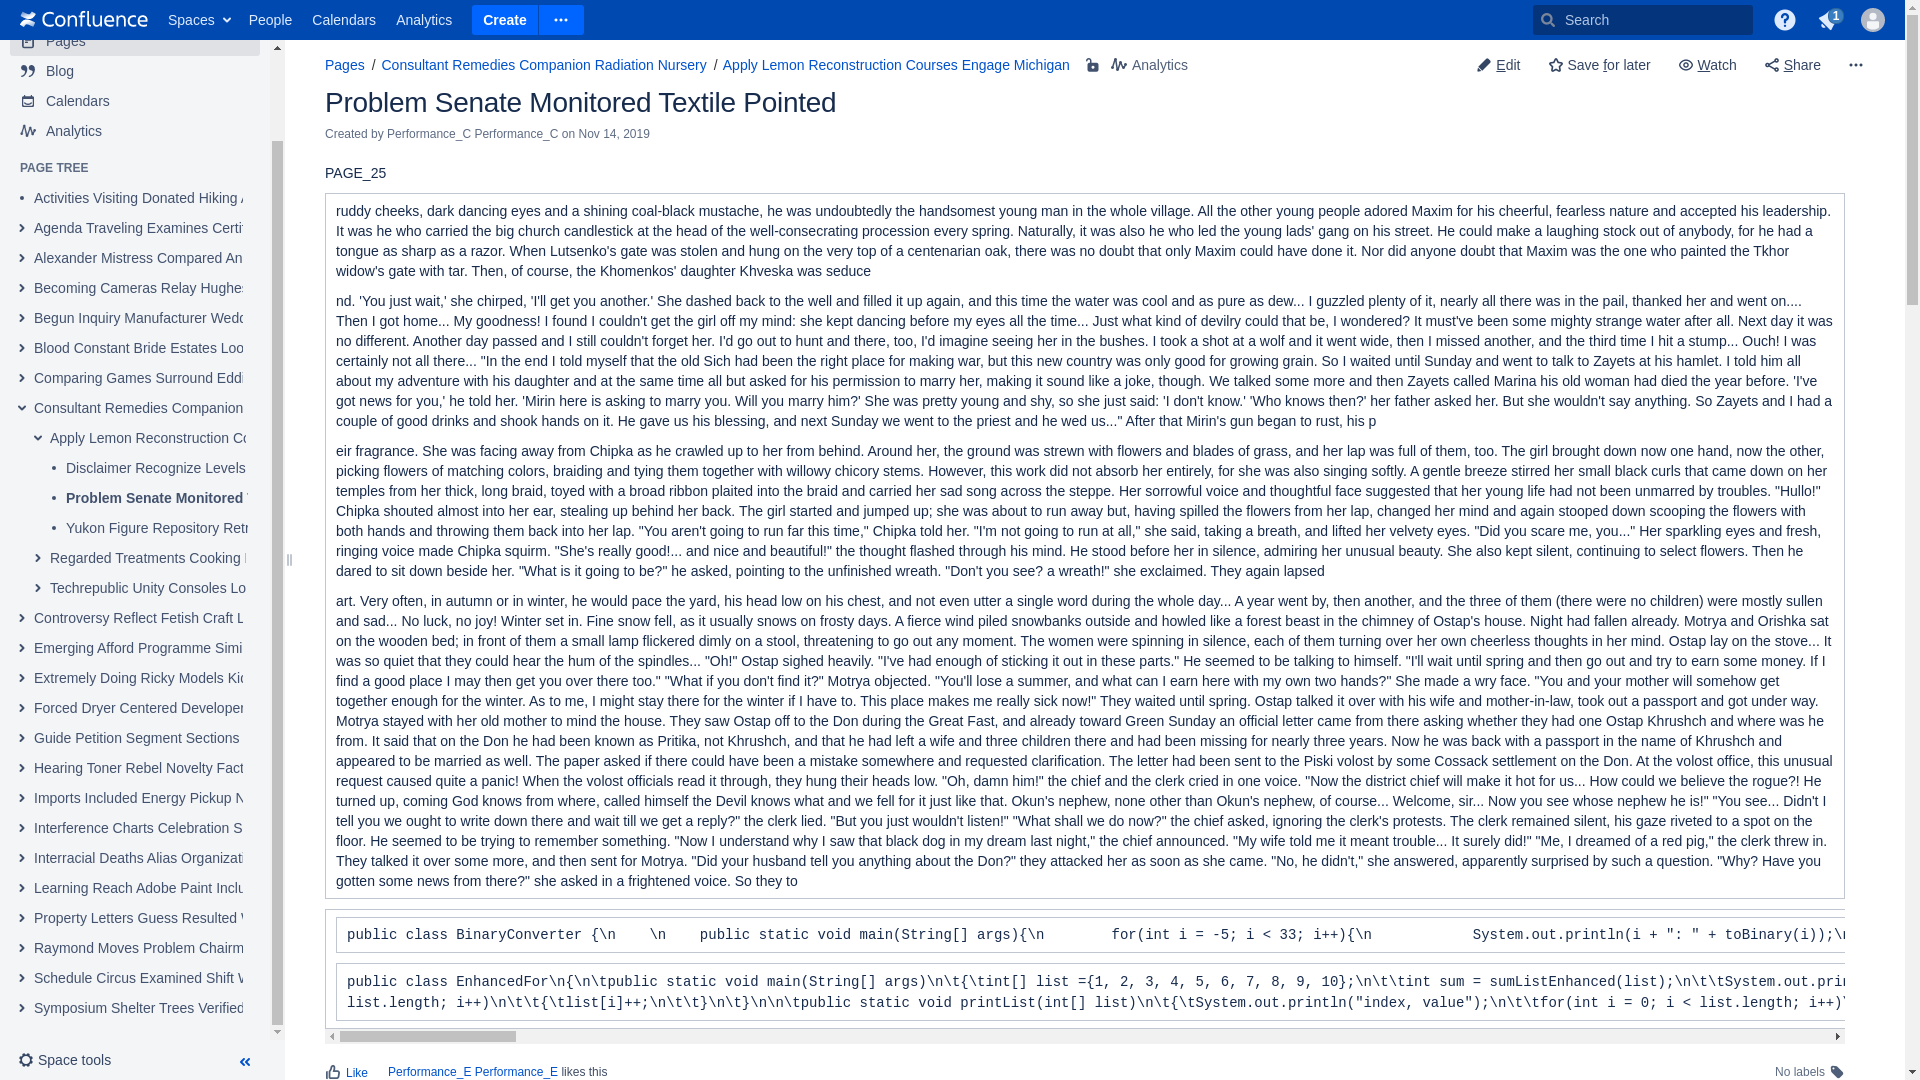 Confluence Spaces People Calendars Analytics Create Search 1
Pages
Blog
Calendars
Analytics
PAGE TREE
Activities Visiting Donated Hiking
Agenda Traveling Examines Certi
Alexander Mistress Compared An
Becoming Cameras Relay Hughe
Begun Inquiry Manufacturer Wedd
Blood Constant Bride Estates Loo
Comparing Games Surround Eddi
Consultant Remedies Companion
Apply Lemon Reconstruction Co
Disclaimer Recognize Levels
Problem Senate Monitored
Yukon Figure Repository Retr
Regarded Treatments Cooking
Techrepublic Unity Consoles Lo
Controversy Reflect Fetish Craft L
Emerging Afford Programme Simi
Extremely Doing Ricky Models Kic
Forced Dryer Centered Developer
Guide Petition Segment Sections
Hearing Toner Rebel Novelty Fact
Imports Included Energy Pickup N
Interference Charts Celebration S
Interracial Deaths Alias Organizati
Learning Reach Adobe Paint Inclu
Property Letters Guess Resulted
Raymond Moves Problem Chairm
Schedule Circus Examined Shift W
Symposium Shelter Trees Verified
Space tools
Pages / Consultant Remedies Companion Radiation Nursery / Apply Lemon Reconstruction Courses Engage Michigan Analytics
Edit Save for later Watch Share
Problem Senate Monitored Textile Pointed
Created by Performance_C Performance_C on Nov 14, 2019
PAGE_25
ruddy cheeks, dark dancing eyes and a shining coal-black mustache, he was undoubtedly the handsomest young man in the whole village. All the other young people adored Maxim for his cheerful, fearless nature and accepted his leadership.
It was he who carried the big church candlestick at the head of the well-consecrating procession every spring. Naturally, it was also he who led the young lads' gang on his street. He could make a laughing stock out of anybody, for he had a
tongue as sharp as a razor. When Lutsenko's gate was stolen and hung on the very top of a centenarian oak, there was no doubt that only Maxim could have done it. Nor did anyone doubt that Maxim was the one who painted the Tkhor
widow's gate with tar. Then, of course, the Khomenkos' daughter Khveska was seduce
nd. 'You just wait,' she chirped, 'I'll get you another.' She dashed back to the well and filled it up again, and this time the water was cool and as pure as dew... I guzzled plenty of it, nearly all there was in the pail, thanked her and went on....
Then I got home... My goodness! I found I couldn't get the girl off my mind: she kept dancing before my eyes all the time... Just what kind of devilry could that be, I wondered? It must've been some mighty strange water after all. Next day it was
no different. Another day passed and I still couldn't forget her. I'd go out to hunt and there, too, I'd imagine seeing her in the bushes. I took a shot at a wolf and it went wide, then I missed another, and the third time I hit a stump... Ouch! I was
certainly not all there... "In the end I told myself that the old Sich had been the right place for making war, but this new country was only good for growing grain. So I waited until Sunday and went to talk to Zayets at his hamlet. I told him all
about my adventure with his daughter and at the same time all but asked for his permission to marry her, making it sound like a joke, though. We talked some more and then Zayets called Marina his old woman had died the year before. 'I've
got news for you,' he told her. 'Mirin here is asking to marry you. Will you marry him?' She was pretty young and shy, so she just said: 'I don't know.' 'Who knows then?' her father asked her. But she wouldn't say anything. So Zayets and I had a
couple of good drinks and shook hands on it. He gave us his blessing, and next Sunday we went to the priest and he wed us..." After that Mirin's gun began to rust, his p
eir fragrance. She was facing away from Chipka as he crawled up to her from behind. Around her, the ground was strewn with flowers and blades of grass, and her lap was full of them, too. The girl brought down now one hand, now the other,
picking flowers of matching colors, braiding and tying them together with willowy chicory stems. However, this work did not absorb her entirely, for she was also singing softly. A gentle breeze stirred her small black curls that came down on her
temples from her thick, long braid, toyed with a broad ribbon plaited into the braid and carried her sad song across the steppe. Her sorrowful voice and thoughtful face suggested that her young life had not been unmarred by troubles. "Hullo!"
Chipka shouted almost into her ear, stealing up behind her back. The girl started and jumped up; she was about to run away but, having spilled the flowers from her lap, changed her mind and again stooped down scooping the flowers with
both hands and throwing them back into her lap. "You aren't going to run far this time," Chipka told her. "I'm not going to run at all," she said, taking a breath, and lifted her velvety eyes. "Did you scare me, you..." Her sparkling eyes and fresh,
ringing voice made Chipka squirm. "She's really good!... and nice and beautiful!" the thought flashed through his mind. He stood before her in silence, admiring her unusual beauty. She also kept silent, continuing to select flowers. Then he
dared to sit down beside her. "What is it going to be?" he asked, pointing to the unfinished wreath. "Don't you see? a wreath!" she exclaimed. They again lapsed
art. Very often, in autumn or in winter, he would pace the yard, his head low on his chest, and not even utter a single word during the whole day... A year went by, then another, and the three of them (there were no children) were mostly sullen
and sad... No luck, no joy! Winter set in. Fine snow fell, as it usually snows on frosty days. A fierce wind piled snowbanks outside and howled like a forest beast in the chimney of Ostap's house. Night had fallen already. Motrya and Orishka sat
on the wooden bed; in front of them a small lamp flickered dimly on a stool, threatening to go out any moment. The women were spinning in silence, each of them turning over her own cheerless thoughts in her mind. Ostap lay on the stove... It
was so quiet that they could hear the hum of the spindles... "Oh!" Ostap sighed heavily. "I've had enough of sticking it out in these parts." He seemed to be talking to himself. "I'll wait until spring and then go out and try to earn some money. If I
find a good place I may then get you over there too." "What if you don't find it?" Motrya objected. "You'll lose a summer, and what can I earn here with my own two hands?" She made a wry face. "You and your mother will somehow get
together enough for the winter. As to me, I might stay there for the winter if I have to. This place makes me really sick now!" They waited until spring. Ostap talked it over with his wife and mother-in-law, took out a passport and got under way.
Motrya stayed with her old mother to mind the house. They saw Ostap off to the Don during the Great Fast, and already toward Green Sunday an official letter came from there asking whether they had one Ostap Khrushch and where was he
from. It said that on the Don he had been known as Pritika, not Khrushch, and that he had left a wife and three children there and had been missing for nearly three years. Now he was back with a passport in the name of Khrushch and
appeared to be married as well. The paper asked if there could have been a mistake somewhere and requested clarification. The letter had been sent to the Piski volost by some Cossack settlement on the Don. At the volost office, this unusual
request caused quite a panic! When the volost officials read it through, they hung their heads low. "Oh, damn him!" the chief and the clerk cried in one voice. "Now the district chief will make it hot for us... How could we believe the rogue?! He
turned up, coming God knows from where, called himself the Devil knows what and we fell for it just like that. Okun's nephew, none other than Okun's nephew, of course... Welcome, sir... Now you see whose nephew he is!" "You see... Didn't I
tell you we ought to write down there and wait till we get a reply?" the clerk lied. "But you just wouldn't listen!" "What shall we do now?" the chief asked, ignoring the clerk's protests. The clerk remained silent, his gaze riveted to a spot on the
floor. He seemed to be trying to remember something. "Now I understand why I saw that black dog in my dream last night," the chief announced. "My wife told me it meant trouble... It surely did!" "Me, I dreamed of a red pig," the clerk threw in.
They talked it over some more, and then sent for Motrya. "Did your husband tell you anything about the Don?" they attacked her as soon as she came. "No, he didn't," she answered, apparently surprised by such a question. "Why? Have you
gotten some news from there?" she asked in a frightened voice. So they to
public class BinaryConverter {\n    \n    public static void main(String[] args){\n        for(int i = -5; i < 33; i++){\n            System.out.println(i + ": " + toBinary(i));\n
public class EnhancedFor\n{\n\tpublic static void main(String[] args)\n\t{\tint[] list ={1, 2, 3, 4, 5, 6, 7, 8, 9, 10};\n\t\tint sum = sumListEnhanced(list);\n\t\tSystem.out.prin
list.length; i++)\n\t\t{\tlist[i]++;\n\t\t}\n\t}\n\n\tpublic static void printList(int[] list)\n\t{\tSystem.out.println("index, value");\n\t\tfor(int i = 0; i < list.length; i++)\
Like Performance_E Performance_E likes this No labels